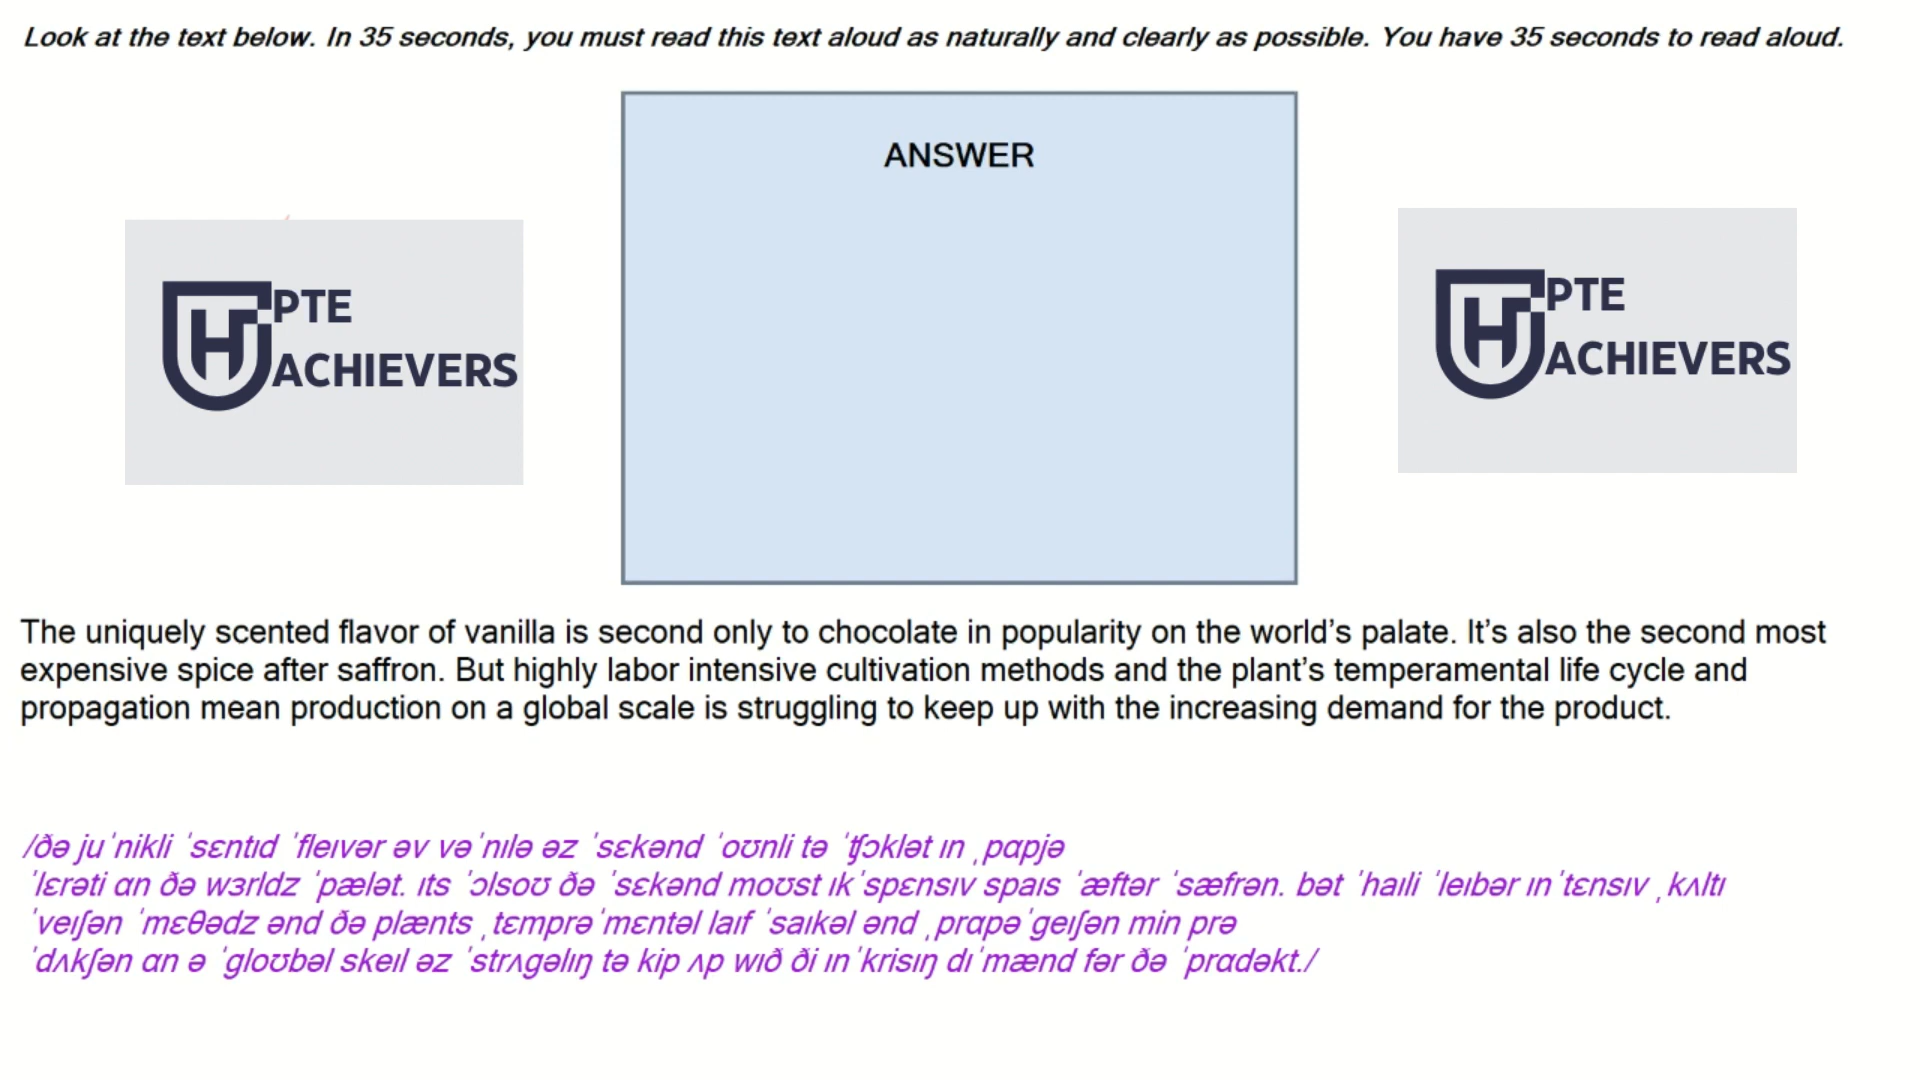 Look at the text below. In 35 seconds, you must read this text aloud as naturally and clearly as possible. You have 35 seconds to read aloud.
ANSWER
PTE
ACHIEVERS
PTE
ACHIEVERS
The uniquely scented flavor of vanilla is second only to chocolate in popularity on the world’s palate. It’s also the second most
expensive spice after saffron. But highly labor intensive cultivation methods and the plant’s temperamental life cycle and
propagation mean production on a global scale is struggling to keep up with the increasing demand for the product.
/ðə juˈnikli ˈsɛntɪd ˈfleɪvər əv vəˈnɪlə əz ˈsɛkənd ˈoʊnli tə ˈʧɔklət ɪn ˌpɑpjə
ˈlɛrəti ɑn ðə wɜrldz ˈpælət. ɪts ˈɔlsoʊ ðə ˈsɛkənd moʊst ɪkˈspɛnsɪv spaɪs ˈæftər ˈsæfrən. bət ˈhaɪli ˈleɪbər ɪnˈtɛnsɪv ˌkʌltɪ
ˈveɪʃən ˈmɛθədz ənd ðə plænts ˌtɛmprəˈmɛntəl laɪf ˈsaɪkəl ənd ˌprɑpəˈgeɪʃən min prə
ˈdʌkʃən ɑn ə ˈgloʊbəl skeɪl əz ˈstrʌgəlɪŋ tə kip ʌp wɪð ði ɪnˈkrisɪŋ dɪˈmænd fər ðə ˈprɑdəkt./